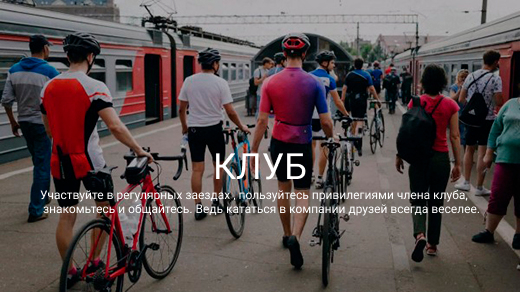 КЛУБ
Участвуйте в регулярных заездах , пользуйтесь привилегиями члена клуба,
знакомьтесь и общайтесь. Ведь кататься в компании друзей всегда веселее.